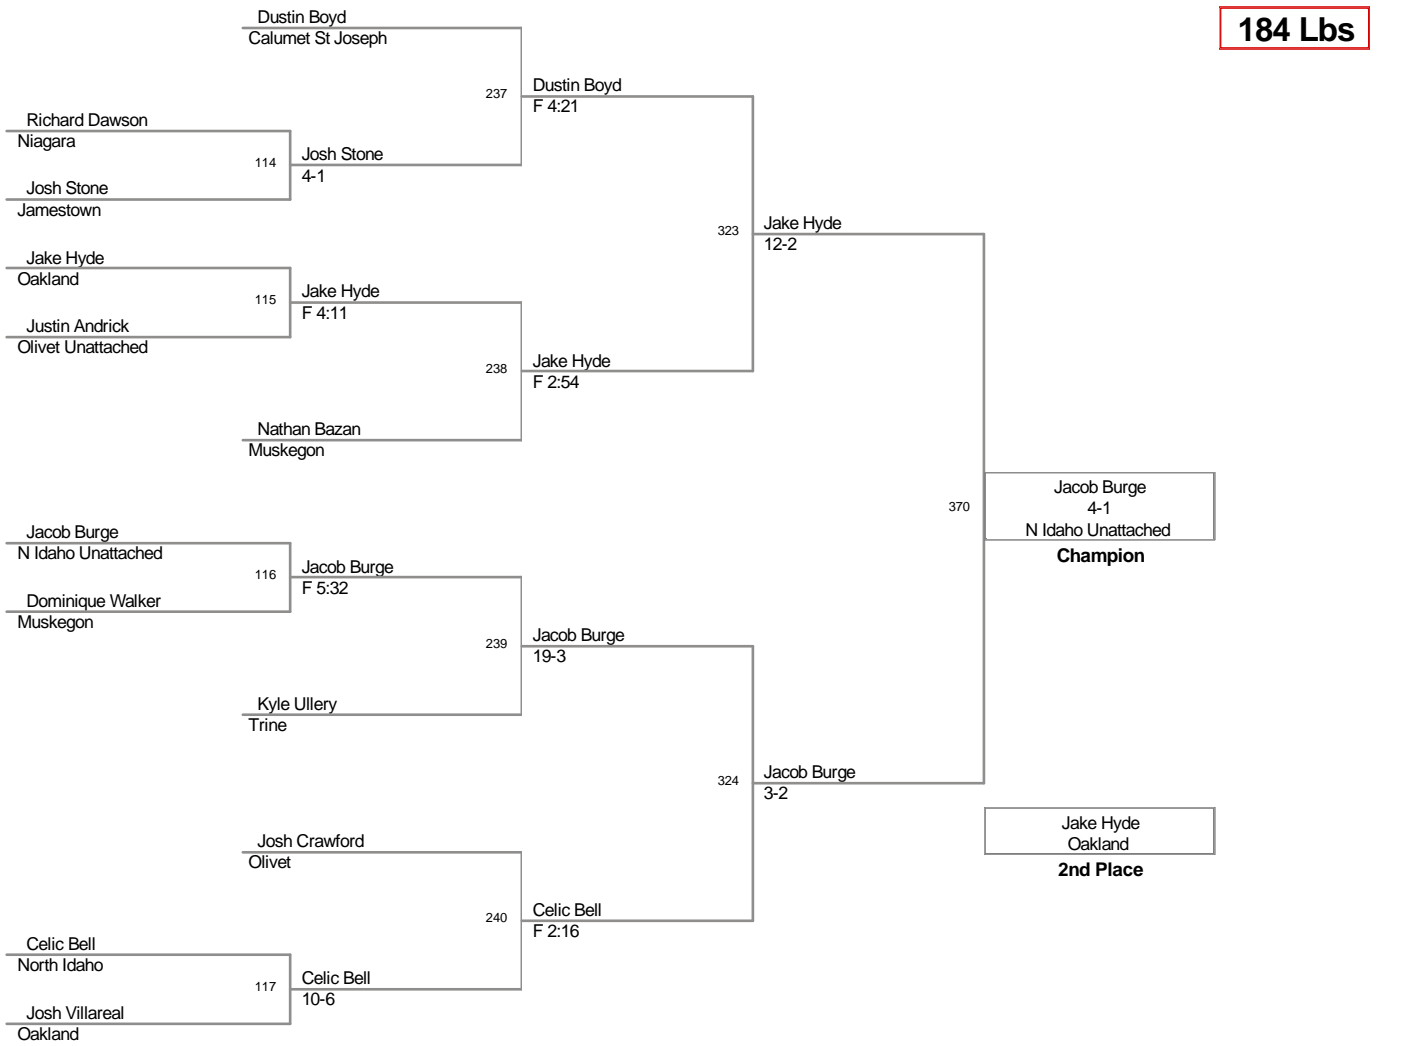 184 Lbs
Dustin Boyd
Calumet St Joseph
237
Dustin Boyd
F 4:21
Richard Dawson
Niagara
114
Josh Stone
4-1
Josh Stone
Jamestown
323
Jake Hyde
12-2
Jake Hyde
Oakland
115
Jake Hyde
F 4:11
Justin Andrick
Olivet Unattached
238
Jake Hyde
F 2:54
Nathan Bazan
Muskegon
370
Jacob Burge
4-1
N Idaho Unattached
Champion
Jacob Burge
N Idaho Unattached
116
Jacob Burge
F 5:32
Dominique Walker
Muskegon
239
Jacob Burge
19-3
Kyle Ullery
Trine
324
Jacob Burge
3-2
Josh Crawford
Olivet
Jake Hyde
Oakland
2nd Place
240
Celic Bell
F 2:16
Celic Bell
North Idaho
117
Celic Bell
10-6
Josh Villareal
Oakland